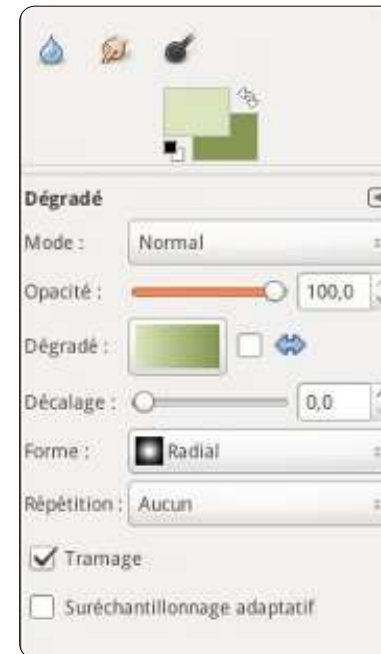 Dégradé
Mode : Normal
Opacité : 100,0
Dégradé :
Décalage : 0,0
Forme : Radial
Répétition : Aucun
Tramage
Suréchantillonnage adaptatif